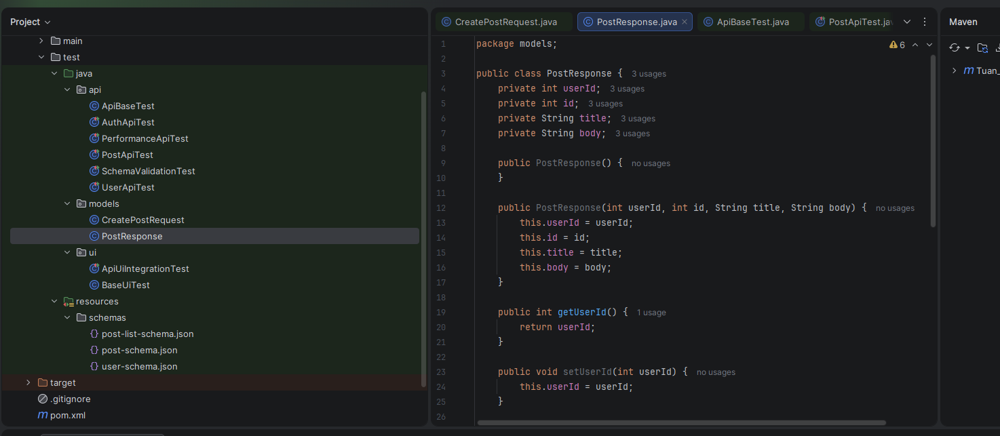 Project
main
test
java
api
ApiBaseTest
AuthApiTest
PerformanceApiTest
PostApiTest
SchemaValidationTest
UserApiTest
models
CreatePostRequest
PostResponse
ui
ApiUiIntegrationTest
BaseUiTest
resources
schemas
post-list-schema.json
post-schema.json
user-schema.json
target
.gitignore
pom.xml
CreatePostRequest.java PostResponse.java ApiBaseTest.java PostApiTest.jav
6
1 package models;
2
3 public class PostResponse { 3 usages
4 private int userId; 3 usages
5 private int id; 3 usages
6 private String title; 3 usages
7 private String body; 3 usages
8
9 public PostResponse() { no usages
10 }
11
12 public PostResponse(int userId, int id, String title, String body) { no usages
13 this.userId = userId;
14 this.id = id;
15 this.title = title;
16 this.body = body;
17 }
18
19 public int getUserId() { 1 usage
20 return userId;
21 }
22
23 public void setUserId(int userId) { no usages
24 this.userId = userId;
25 }
26
Maven
Tuan_